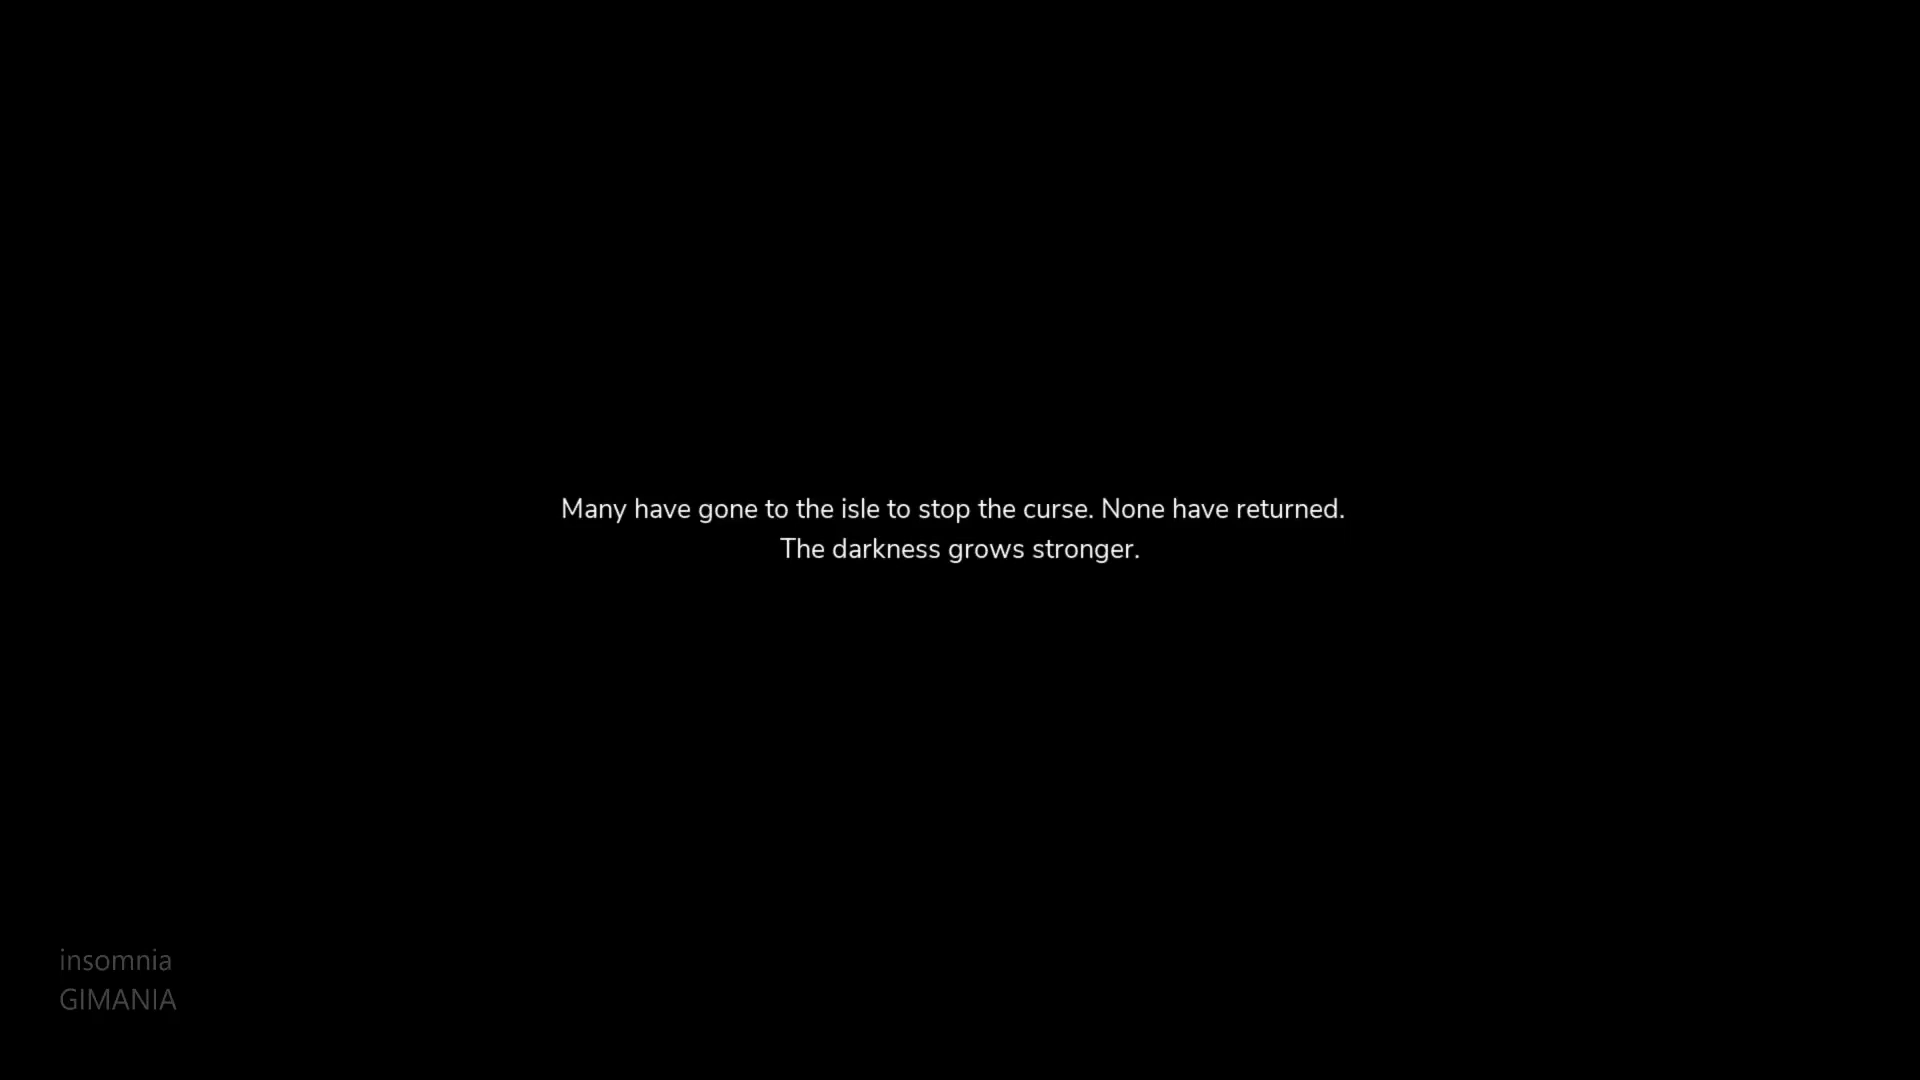 Many have gone to the isle to stop the curse. None have returned.
The darkness grows stronger.
insomnia
GIMANIA